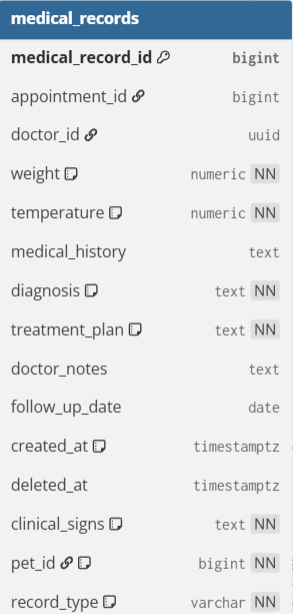 medical_records
medical_record_id bigint
appointment_id bigint
doctor_id uuid
weight numeric NN
temperature numeric NN
medical_history text
diagnosis text NN
treatment_plan text NN
doctor_notes text
follow_up_date date
created_at timestamptz
deleted_at timestamptz
clinical_signs text NN
pet_id bigint NN
record_type varchar NN